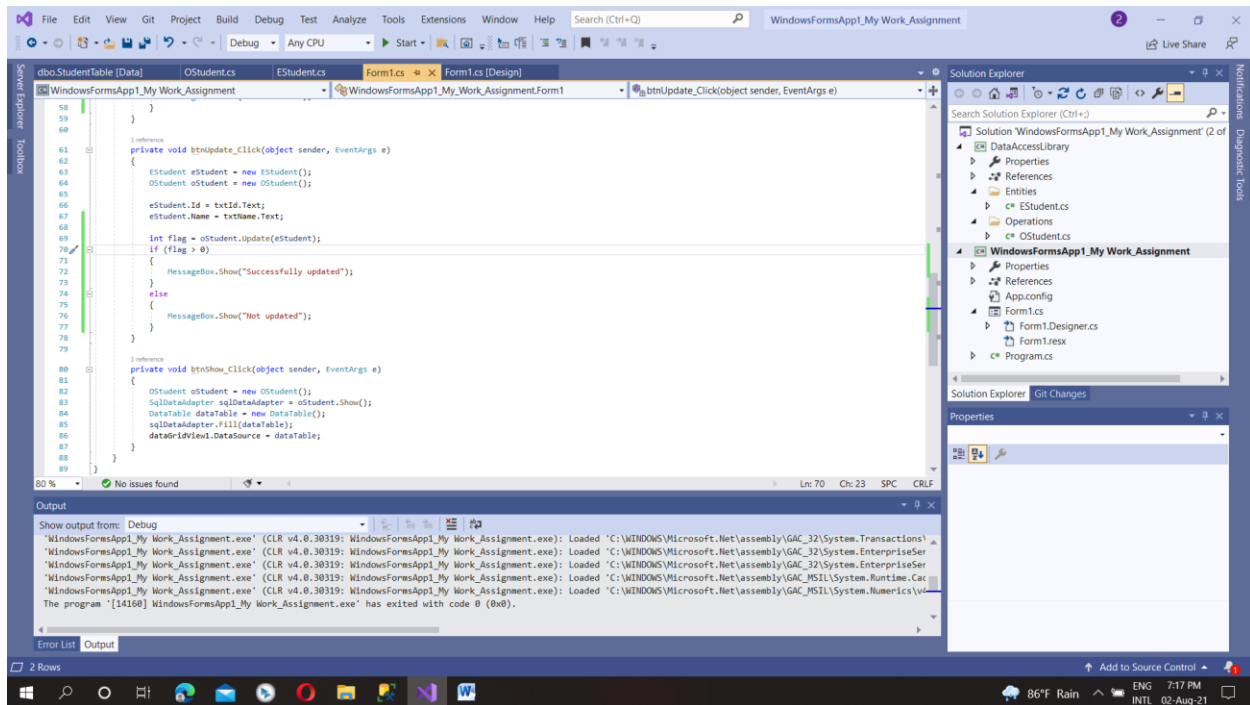 File Edit View Git Project Build Debug Test Analyze Tools Extensions Window Help Search (Ctrl+Q) WindowsFormsApp1_My Work_Assignment 2
Debug Any CPU Start Live Share
Server Explorer
Toolbox
dbo.StudentTable [Data] OStudent.cs EStudent.cs Form1.cs Form1.cs [Design]
WindowsFormsApp1_My Work_Assignment WindowsFormsApp1_My_Work_Assignment.Form1 btnUpdate_Click(object sender, EventArgs e)
58 }
59 }
60
1 reference
61 private void btnUpdate_Click(object sender, EventArgs e)
62 {
63 EStudent eStudent = new EStudent();
64 OStudent oStudent = new OStudent();
65
66 eStudent.Id = txtId.Text;
67 eStudent.Name = txtName.Text;
68
69 int flag = oStudent.Update(eStudent);
70 if (flag > 0)
71 {
72 MessageBox.Show("Successfully updated");
73 }
74 else
75 {
76 MessageBox.Show("Not updated");
77 }
78 }
79
1 reference
80 private void btnShow_Click(object sender, EventArgs e)
81 {
82 OStudent oStudent = new OStudent();
83 SqlDataAdapter sqlDataAdapter = oStudent.Show();
84 DataTable dataTable = new DataTable();
85 sqlDataAdapter.Fill(dataTable);
86 dataGridView1.DataSource = dataTable;
87 }
88 }
89 }
80 % No issues found Ln: 70 Ch: 23 SPC CRLF
Output
Show output from: Debug
'WindowsFormsApp1_My Work_Assignment.exe' (CLR v4.0.30319: WindowsFormsApp1_My Work_Assignment.exe): Loaded 'C:\WINDOWS\Microsoft.Net\assembly\GAC_32\System.Transactions\
'WindowsFormsApp1_My Work_Assignment.exe' (CLR v4.0.30319: WindowsFormsApp1_My Work_Assignment.exe): Loaded 'C:\WINDOWS\Microsoft.Net\assembly\GAC_32\System.EnterpriseSer
'WindowsFormsApp1_My Work_Assignment.exe' (CLR v4.0.30319: WindowsFormsApp1_My Work_Assignment.exe): Loaded 'C:\WINDOWS\Microsoft.Net\assembly\GAC_32\System.EnterpriseSer
'WindowsFormsApp1_My Work_Assignment.exe' (CLR v4.0.30319: WindowsFormsApp1_My Work_Assignment.exe): Loaded 'C:\WINDOWS\Microsoft.Net\assembly\GAC_MSIL\System.Runtime.Cac
'WindowsFormsApp1_My Work_Assignment.exe' (CLR v4.0.30319: WindowsFormsApp1_My Work_Assignment.exe): Loaded 'C:\WINDOWS\Microsoft.Net\assembly\GAC_MSIL\System.Numerics\v4
The program '[14160] WindowsFormsApp1_My Work_Assignment.exe' has exited with code 0 (0x0).
Error List Output
Solution Explorer
Search Solution Explorer (Ctrl+;)
Solution 'WindowsFormsApp1_My Work_Assignment' (2 of
DataAccessLibrary
Properties
References
Entities
C# EStudent.cs
Operations
C# OStudent.cs
WindowsFormsApp1_My Work_Assignment
Properties
References
App.config
Form1.cs
Form1.Designer.cs
Form1.resx
C# Program.cs
Solution Explorer Git Changes
Properties
Notifications
Diagnostic Tools
2 Rows Add to Source Control 1
86°F Rain ENG 7:17 PM
INTL 02-Aug-21